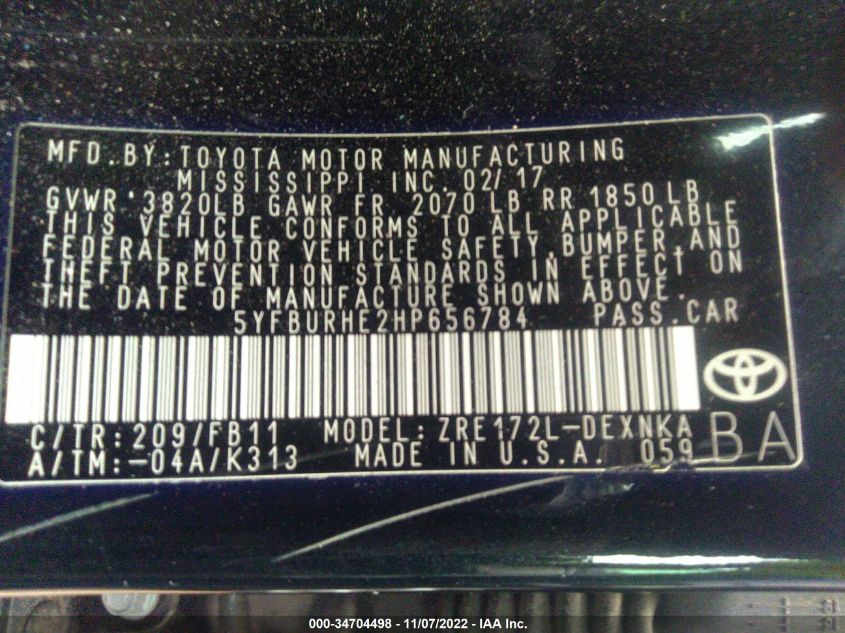 MFD. BY: TOYOTA MOTOR MANUFACTURING
MISSISSIPPI INC. 02/17
GVWR 3820LB GAWR FR 2070 LB RR 1850 LB
THIS VEHICLE CONFORMS TO ALL APPLICABLE
FEDERAL MOTOR VEHICLE SAFETY, BUMPER, AND
THEFT PREVENTION STANDARDS IN EFFECT ON
THE DATE OF MANUFACTURE SHOWN ABOVE.
5YFBURHE2HP656784 PASS. CAR
C/TR: 209/FB11 MODEL: ZRE172L-DEXNKA
A/TM: -04A/K313 MADE IN U.S.A. 059 BA
000-34704498 - 11/07/2022 - IAA Inc.